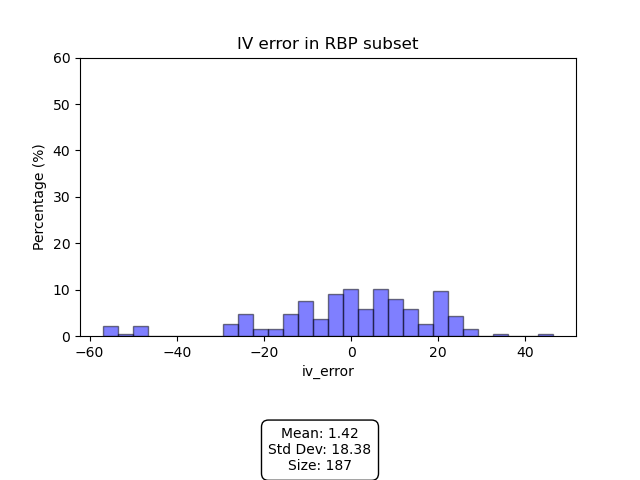 IV error in RBP subset
60
50
40
30
20
10
0
Percentage (%)
−60 −40 −20 0 20 40
iv_error
Mean: 1.42
Std Dev: 18.38
Size: 187